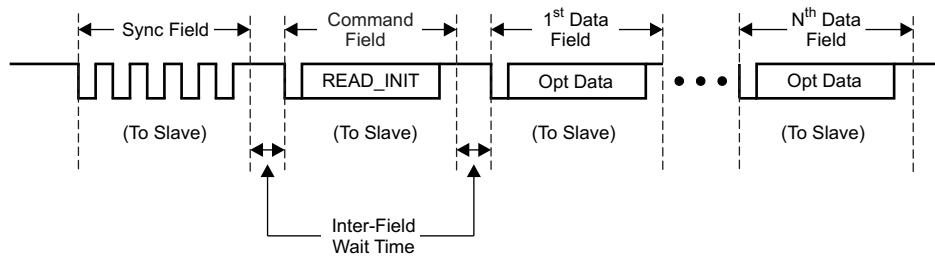 Sync Field
Command
Field
1st Data
Field
Nth Data
Field
READ_INIT
Opt Data
Opt Data
(To Slave)
(To Slave)
(To Slave)
(To Slave)
Inter-Field
Wait Time